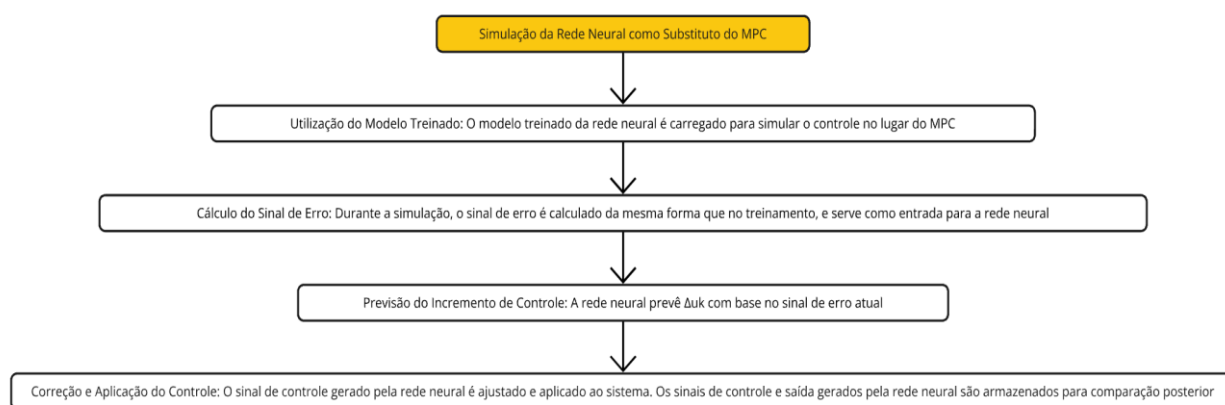 Simulação da Rede Neural como Substituto do MPC
Utilização do Modelo Treinado: O modelo treinado da rede neural é carregado para simular o controle no lugar do MPC
Cálculo do Sinal de Erro: Durante a simulação, o sinal de erro é calculado da mesma forma que no treinamento, e serve como entrada para a rede neural
Previsão do Incremento de Controle: A rede neural prevê Δuk com base no sinal de erro atual
Correção e Aplicação do Controle: O sinal de controle gerado pela rede neural é ajustado e aplicado ao sistema. Os sinais de controle e saída gerados pela rede neural são armazenados para comparação posterior